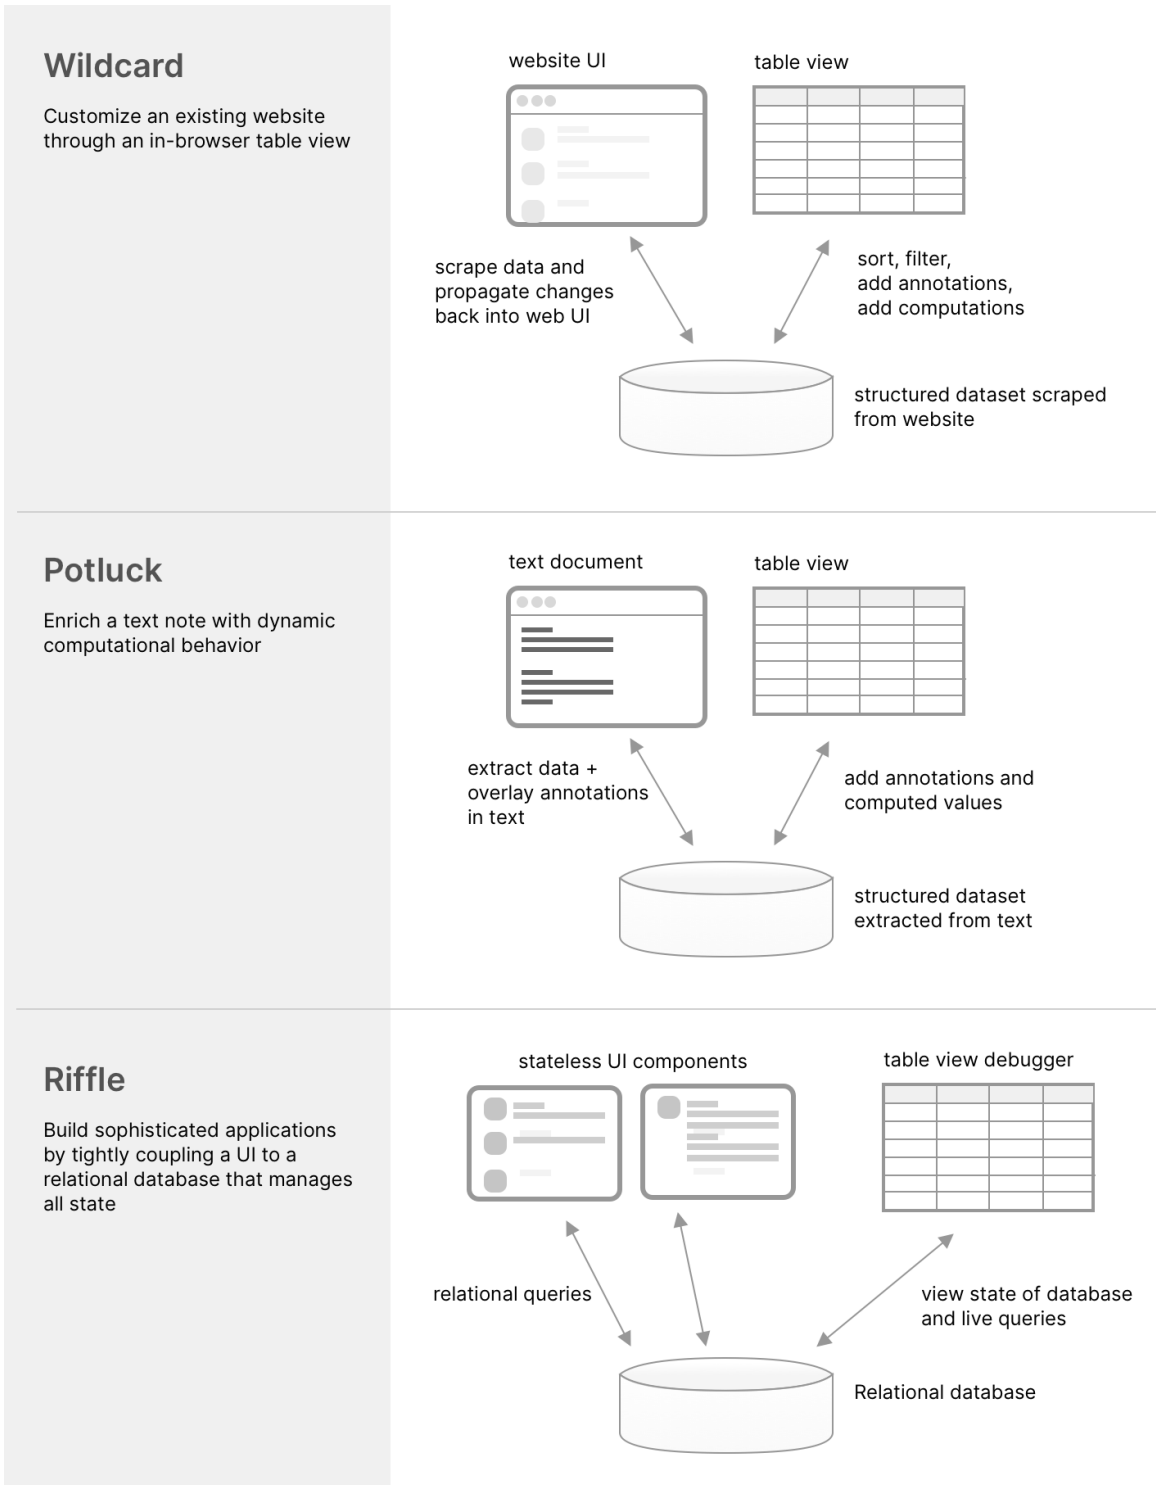 Wildcard
Customize an existing website
through an in-browser table view
website UI
table view
scrape data and
propagate changes
back into web UI
sort, filter,
add annotations,
add computations
structured dataset scraped
from website
Potluck
Enrich a text note with dynamic
computational behavior
text document
table view
extract data +
overlay annotations
in text
add annotations and
computed values
structured dataset
extracted from text
Riffle
Build sophisticated applications
by tightly coupling a UI to a
relational database that manages
all state
stateless UI components
table view debugger
relational queries
view state of database
and live queries
Relational database